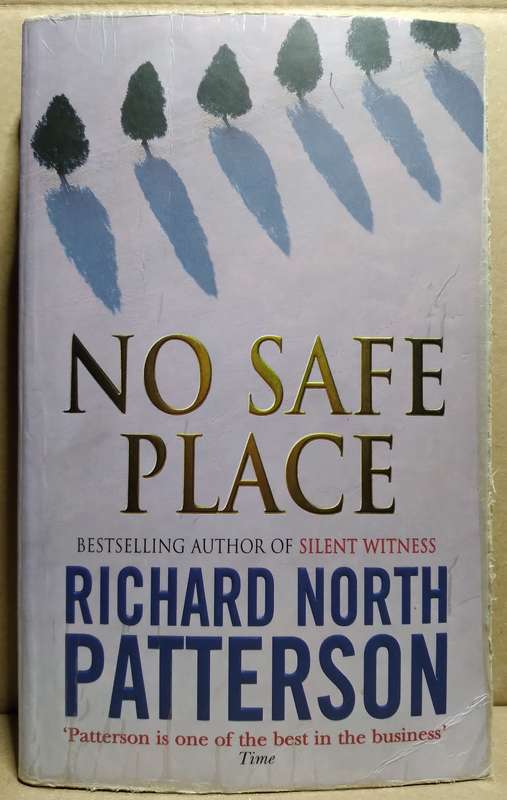 NO SAFE
PLACE
BESTSELLING AUTHOR OF SILENT WITNESS
RICHARD NORTH
PATTERSON
'Patterson is one of the best in the business'
Time